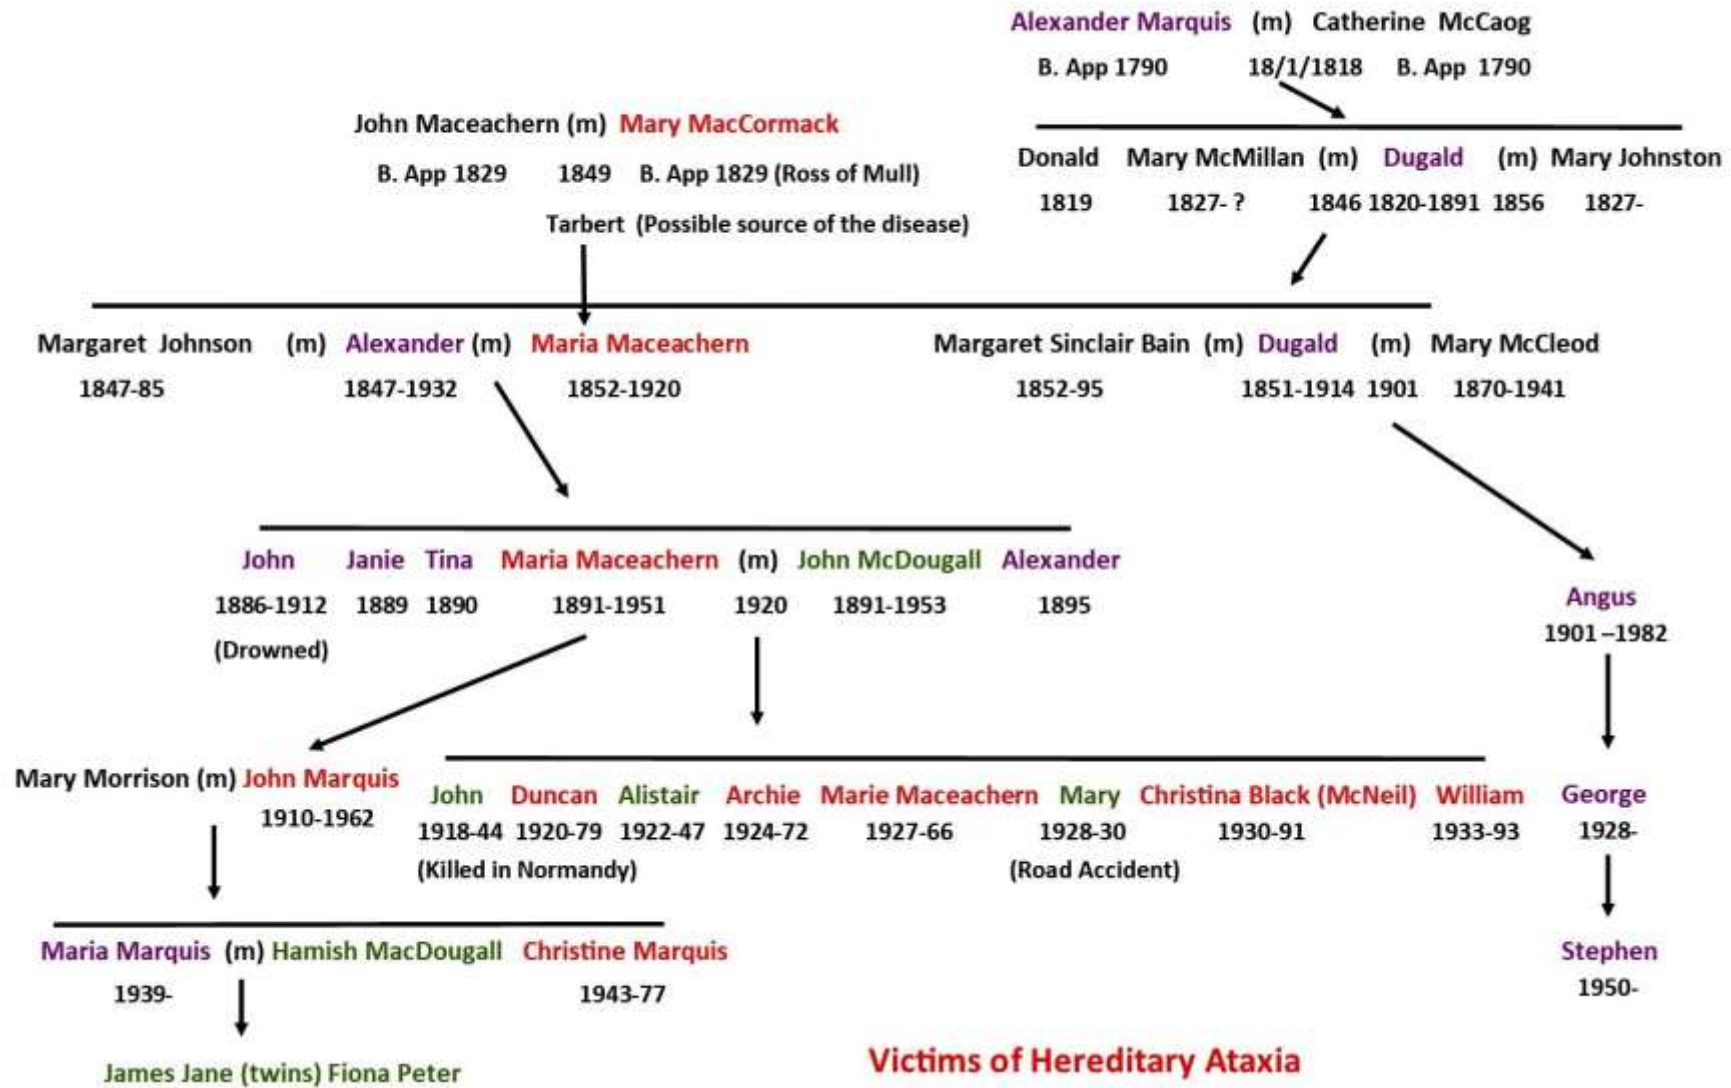 Alexander Marquis (m) Catherine McCaog
B. App 1790 18/1/1818 B. App 1790
John Maceachern (m) Mary MacCormack
B. App 1829 1849 B. App 1829 (Ross of Mull)
Tarbert (Possible source of the disease)
Donald Mary McMillan (m) Dugald (m) Mary Johnston
1819 1827- ? 1846 1820-1891 1856 1827-
Margaret Johnson (m) Alexander (m) Maria Maceachern Margaret Sinclair Bain (m) Dugald (m) Mary McCleod
1847-85 1847-1932 1852-1920 1852-95 1851-1914 1901 1870-1941
John Janie Tina Maria Maceachern (m) John McDougall Alexander
1886-1912 1889 1890 1891-1951 1920 1891-1953 1895
(Drowned)
Angus
1901 –1982
Mary Morrison (m) John Marquis
1910-1962
John Duncan Alistair Archie Marie Maceachern Mary Christina Black (McNeil) William George
1918-44 1920-79 1922-47 1924-72 1927-66 1928-30 1930-91 1933-93 1928-
(Killed in Normandy) (Road Accident)
Maria Marquis (m) Hamish MacDougall Christine Marquis Stephen
1939- 1943-77 1950-
James Jane (twins) Fiona Peter
Victims of Hereditary Ataxia